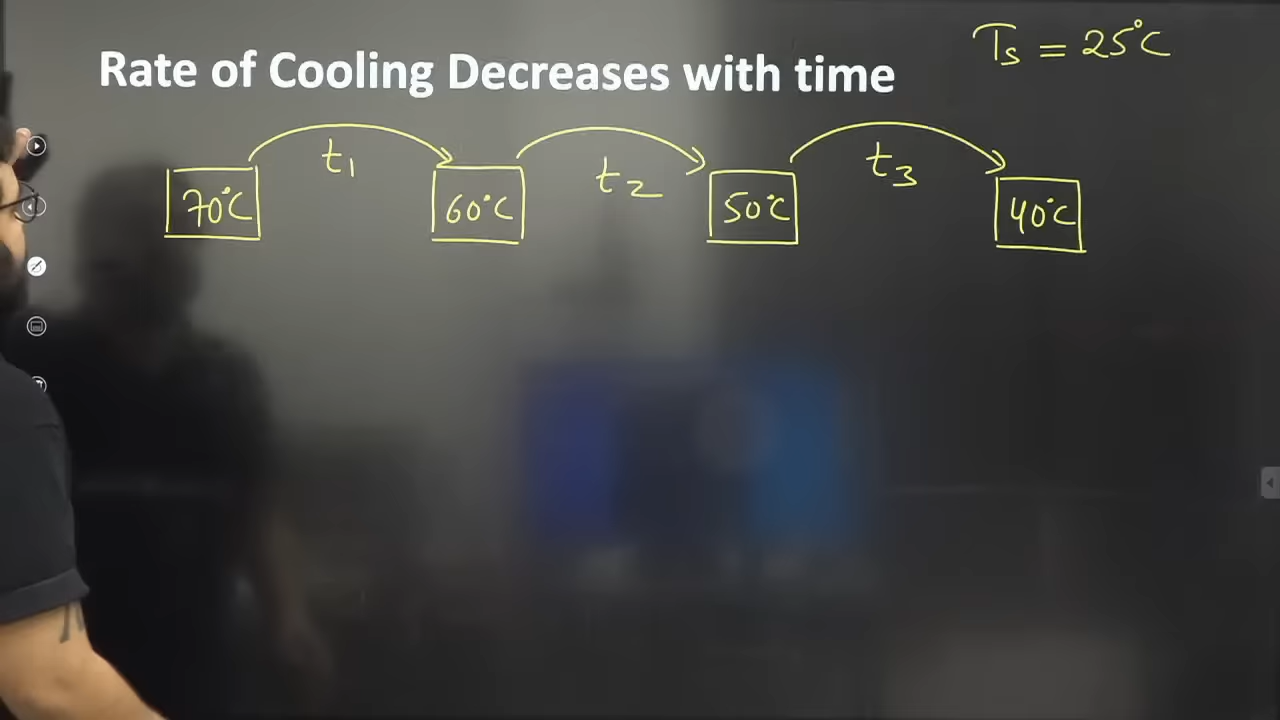 Rate of Cooling Decreases with time
Ts = 25°C
t1
t2
t3
70°C
60°C
50°C
40°C